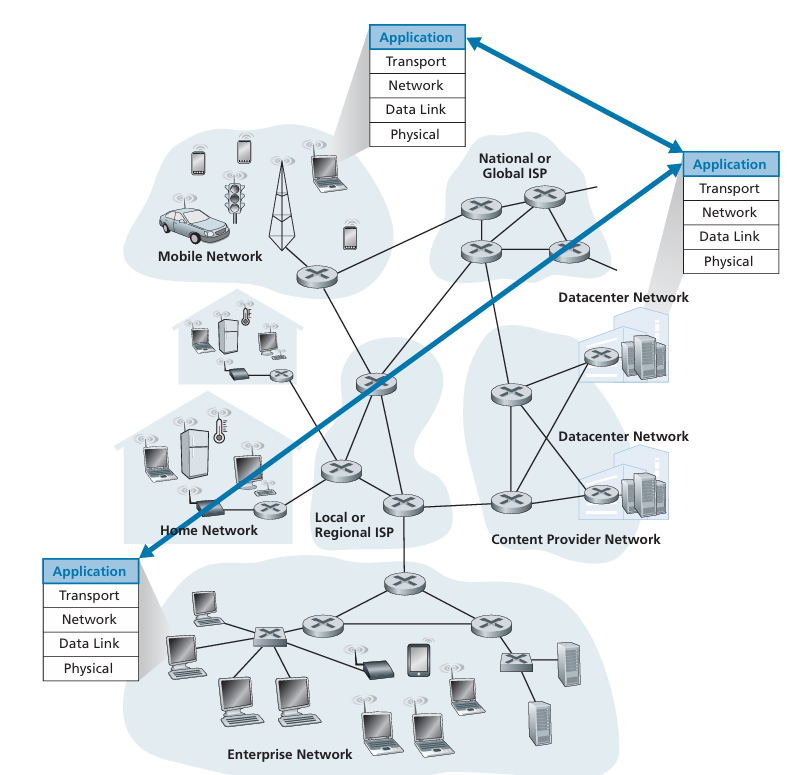 Application
Transport
Network
Data Link
Physical
National or
Global ISP
Application
Transport
Network
Data Link
Physical
Mobile Network
Datacenter Network
Datacenter Network
Home Network
Local or
Regional ISP
Content Provider Network
Application
Transport
Network
Data Link
Physical
Enterprise Network